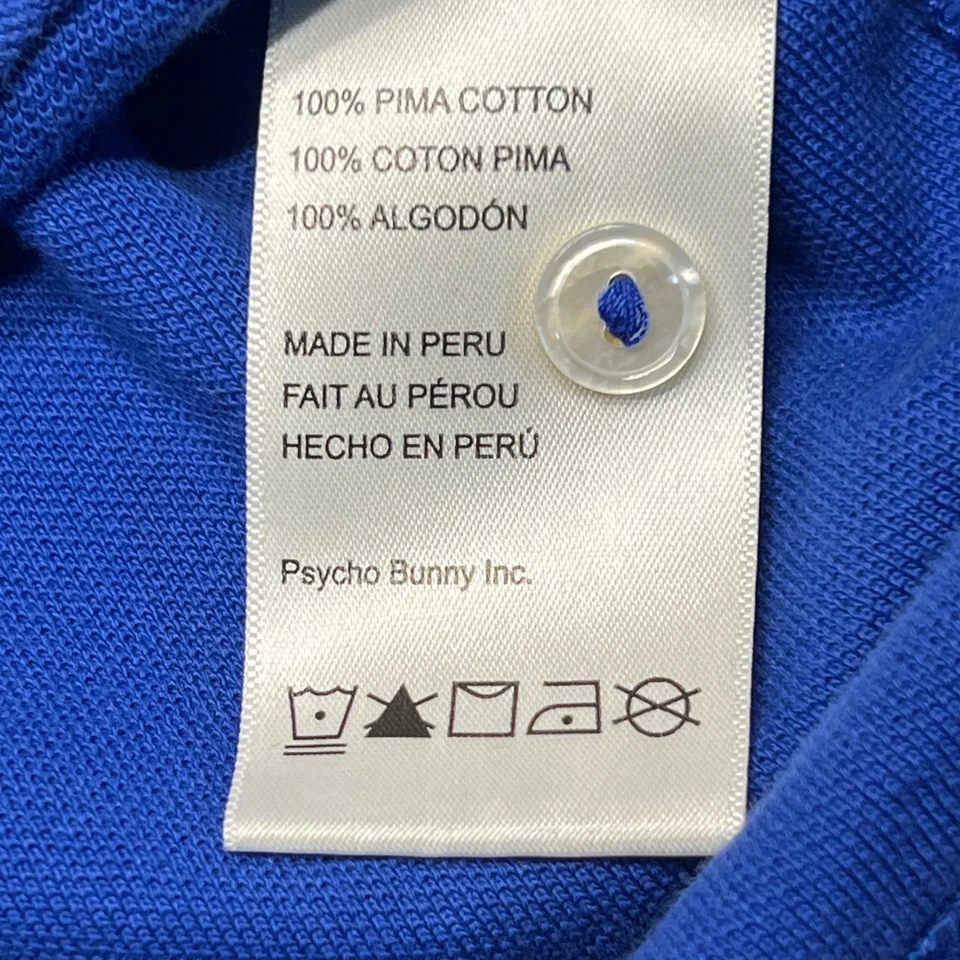 100% PIMA COTTON
100% COTON PIMA
100% ALGODÓN
MADE IN PERU
FAIT AU PÉROU
HECHO EN PERÚ
Psycho Bunny Inc.